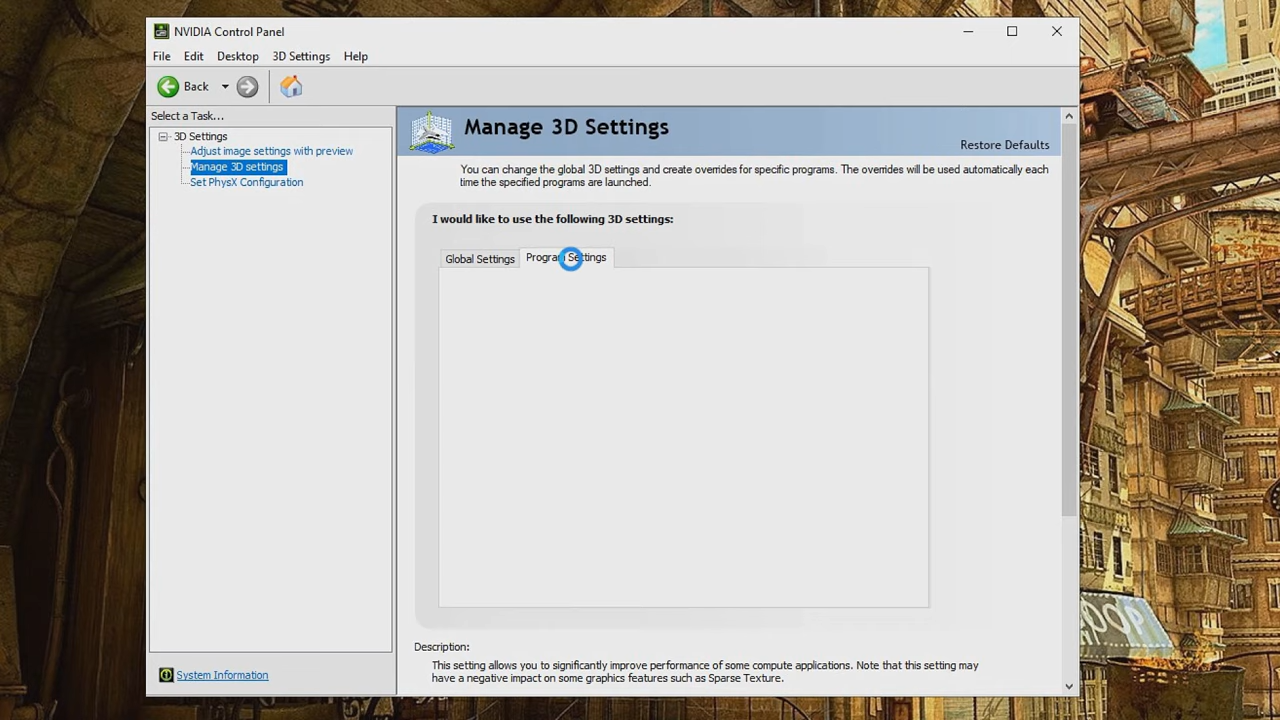 NVIDIA Control Panel
File Edit Desktop 3D Settings Help
Back
Select a Task...
3D Settings
Adjust image settings with preview
Manage 3D settings
Set PhysX Configuration
System Information
Manage 3D Settings
Restore Defaults
You can change the global 3D settings and create overrides for specific programs. The overrides will be used automatically each
time the specified programs are launched.
I would like to use the following 3D settings:
Global Settings Program Settings
Description:
This setting allows you to significantly improve performance of some compute applications. Note that this setting may
have a negative impact on some graphics features such as Sparse Texture.